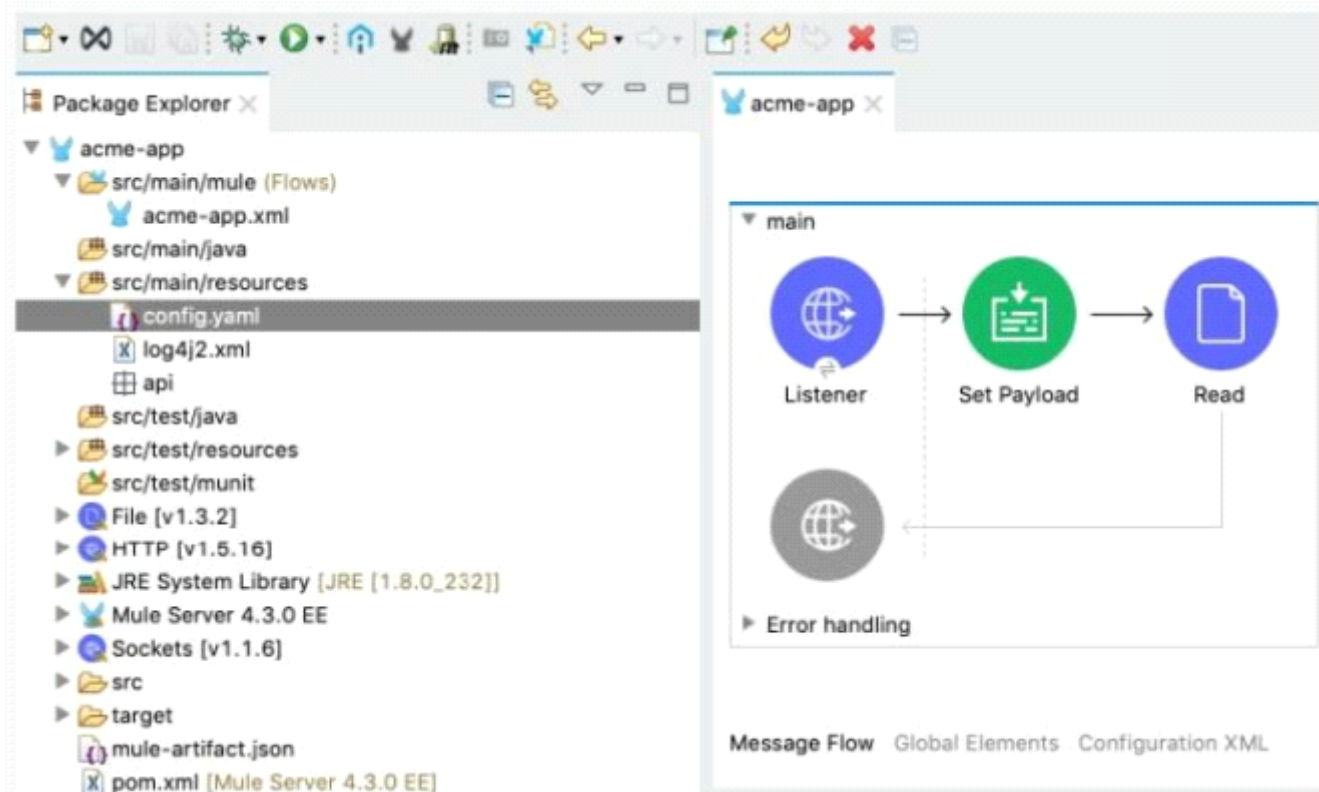 Package Explorer
acme-app
src/main/mule (Flows)
acme-app.xml
src/main/java
src/main/resources
config.yaml
log4j2.xml
api
src/test/java
src/test/resources
src/test/munit
File [v1.3.2]
HTTP [v1.5.16]
JRE System Library [JRE [1.8.0_232]]
Mule Server 4.3.0 EE
Sockets [v1.1.6]
src
target
mule-artifact.json
pom.xml [Mule Server 4.3.0 EE]
acme-app
main
Listener
Set Payload
Read
Error handling
Message Flow Global Elements Configuration XML